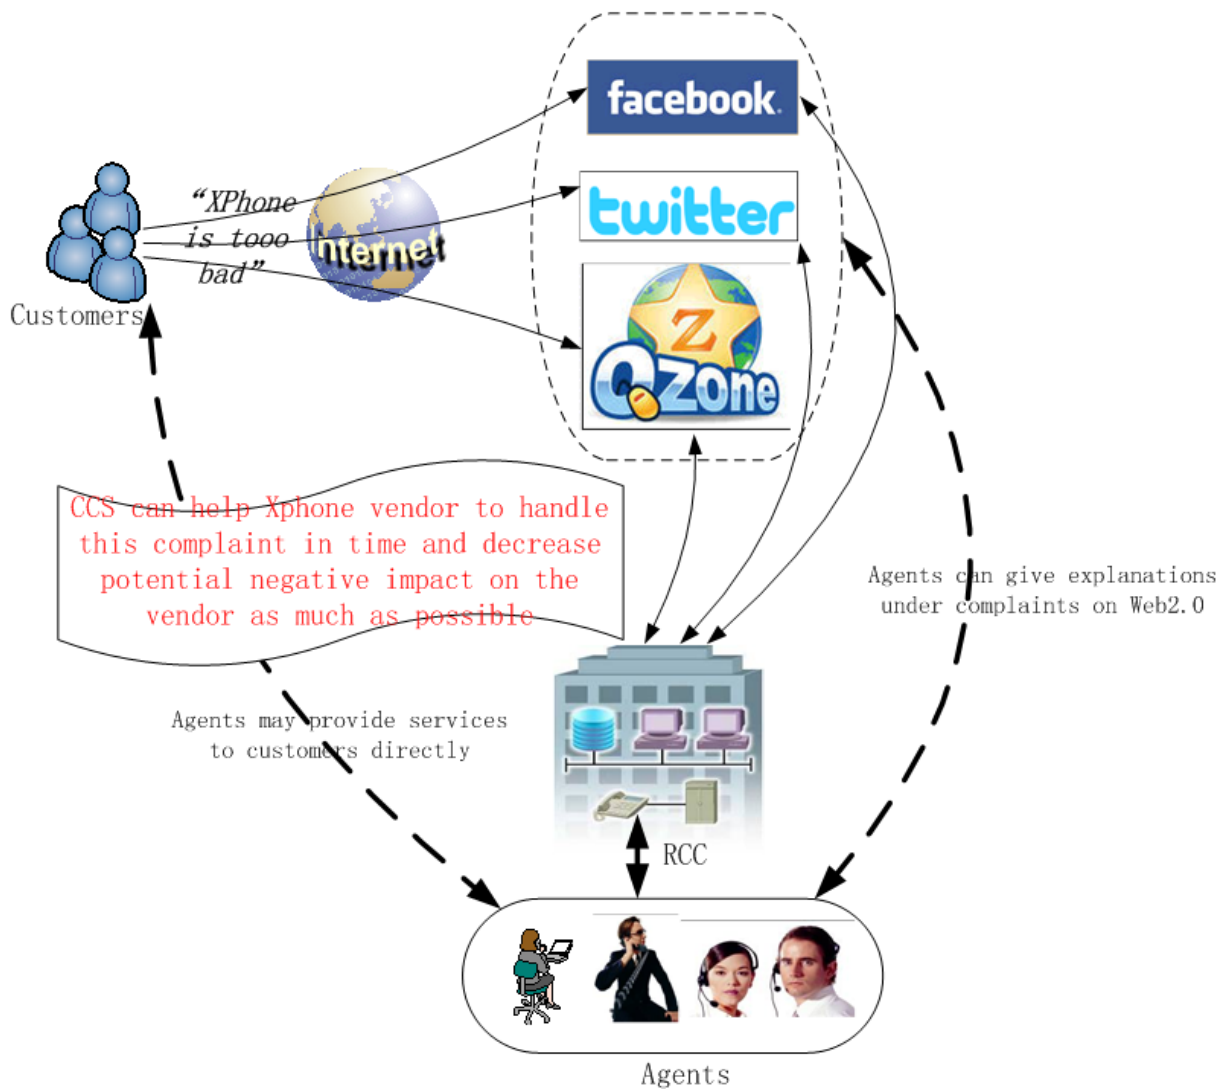 facebook.
"XPhone
is tooo
bad"
nternet
twitter
Z
QZone
Customers
CCS can help Xphone vendor to handle
this complaint in time and decrease
potential negative impact on the
vendor as much as possible
Agents can give explanations
under complaints on Web2.0
Agents may provide services
to customers directly
RCC
Agents